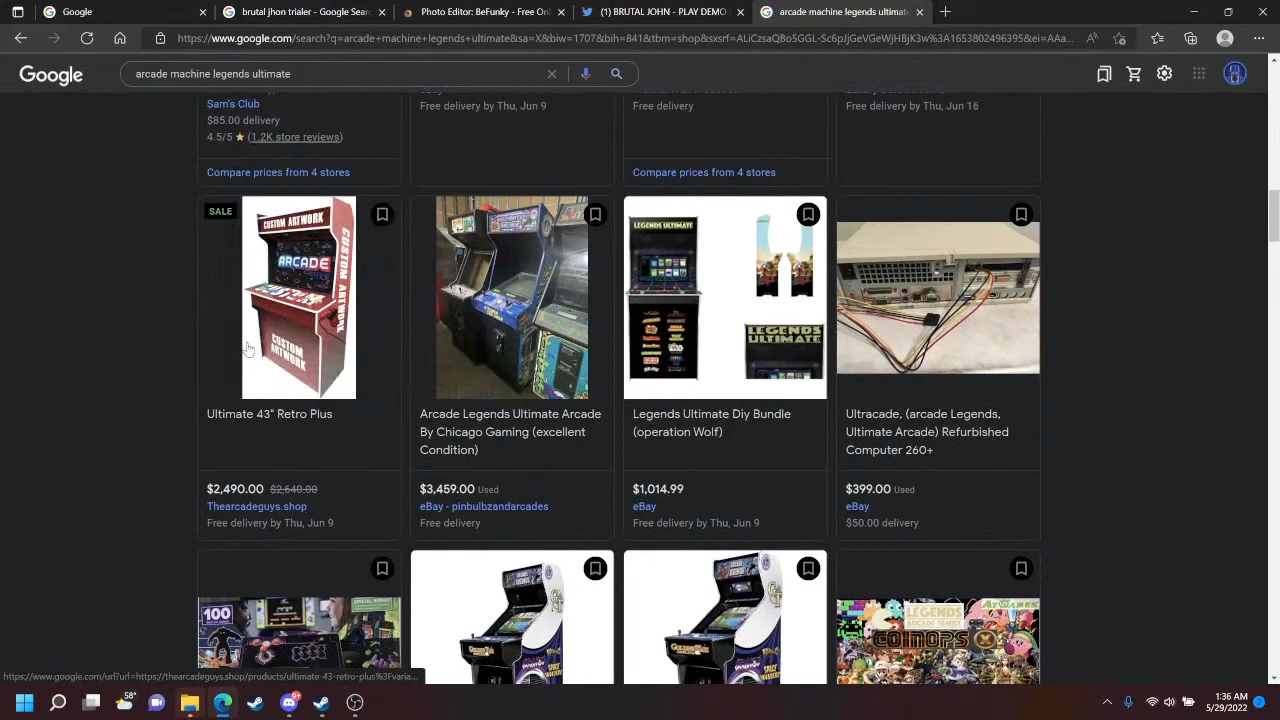 Google
brutal jhon trialer - Google Sear
Photo Editor: BeFunky - Free Onl
(1) BRUTAL JOHN - PLAY DEMO
arcade machine legends ultimate
https://www.google.com/search?q=arcade+machine+legends+ultimate&sa=X&biw=1707&bih=841&tbm=shop&sxsrf=ALiCzsaQBo5GGL-Sc6pJjGeVGeWjHBjK3w%3A1653802496395&ei=AAa...
Google
arcade machine legends ultimate
Sam's Club
$85.00 delivery
4.5/5 ★ (1.2K store reviews)
Compare prices from 4 stores
Free delivery by Thu, Jun 9
Free delivery
Compare prices from 4 stores
Free delivery by Thu, Jun 16
SALE
CUSTOM ARTWORK
ARCADE
CUSTOM ARTWORK
CUSTOM ARTWORK
Ultimate 43" Retro Plus
$2,490.00 $2,640.00
Thearcadeguys.shop
Free delivery by Thu, Jun 9
Arcade Legends Ultimate Arcade
By Chicago Gaming (excellent
Condition)
$3,459.00 Used
eBay - pinbulbzandarcades
Free delivery
LEGENDS ULTIMATE
LEGENDS
ULTIMATE
Legends Ultimate Diy Bundle
(operation Wolf)
$1,014.99
eBay
Free delivery by Thu, Jun 9
Ultracade, (arcade Legends,
Ultimate Arcade) Refurbished
Computer 260+
$399.00 Used
eBay
$50.00 delivery
100
LEGENDS
ARCADE FAMILY
ATGAMES
COINOPS X
https://www.google.com/url?url=https://thearcadeguys.shop/products/ultimate-43-retro-plus%3Fvaria...
58°
1:36 AM
5/29/2022